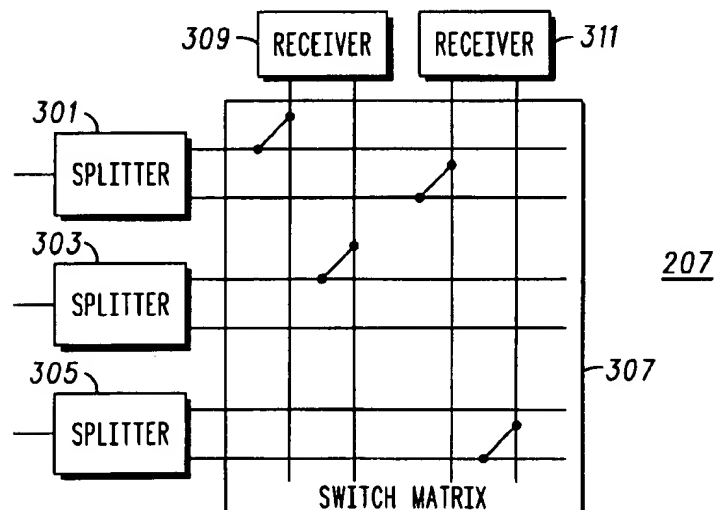 309
RECEIVER
RECEIVER
311
301
SPLITTER
303
SPLITTER
207
305
SPLITTER
307
SWITCH MATRIX